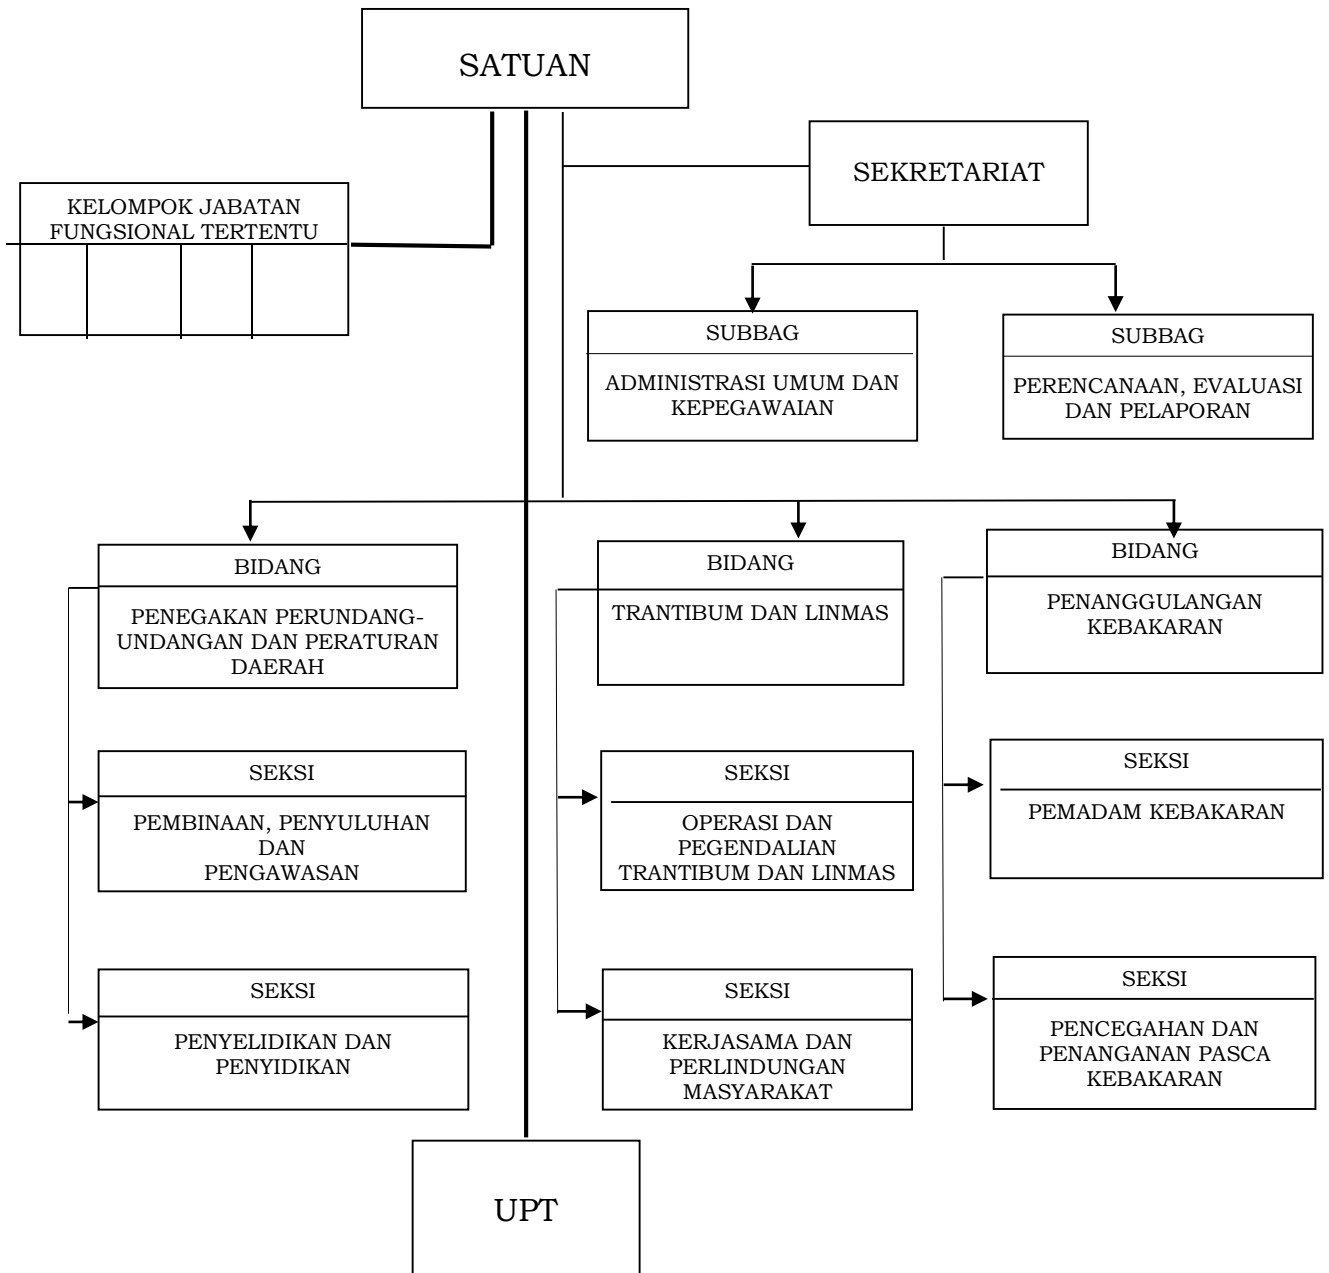 SATUAN
SEKRETARIAT
KELOMPOK JABATAN
FUNGSIONAL TERTENTU
SUBBAG
ADMINISTRASI UMUM DAN
KEPEGAWAIAN
SUBBAG
PERENCANAAN, EVALUASI
DAN PELAPORAN
BIDANG
PENEGAKAN PERUNDANG-
UNDANGAN DAN PERATURAN
DAERAH
BIDANG
TRANTIBUM DAN LINMAS
BIDANG
PENANGGULANGAN
KEBAKARAN
SEKSI
PEMBINAAN, PENYULUHAN
DAN
PENGAWASAN
SEKSI
OPERASI DAN
PEGENDALIAN
TRANTIBUM DAN LINMAS
SEKSI
PEMADAM KEBAKARAN
SEKSI
PENYELIDIKAN DAN
PENYIDIKAN
SEKSI
KERJASAMA DAN
PERLINDUNGAN
MASYARAKAT
SEKSI
PENCEGAHAN DAN
PENANGANAN PASCA
KEBAKARAN
UPT